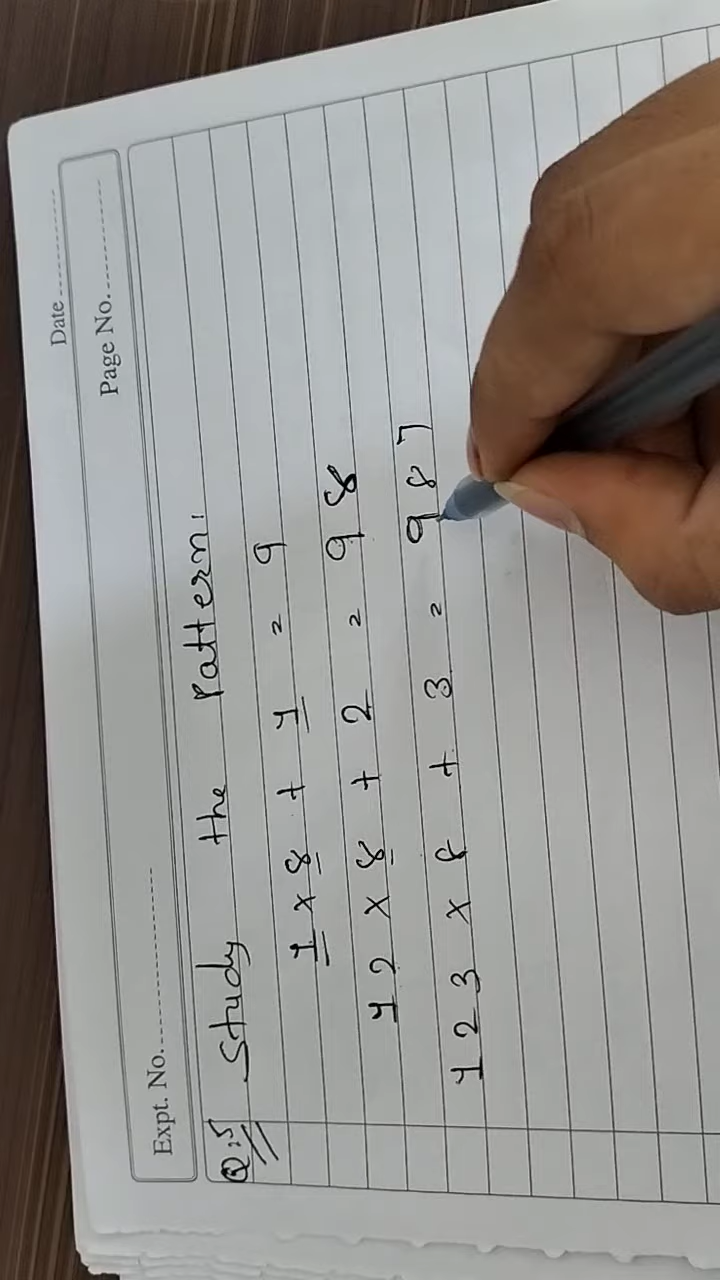 Date
Page No.
Expt. No.
Q.5 Study the Pattern:
1 x 8 + 1 = 9
12 x 8 + 2 = 98
123 x 8 + 3 = 987